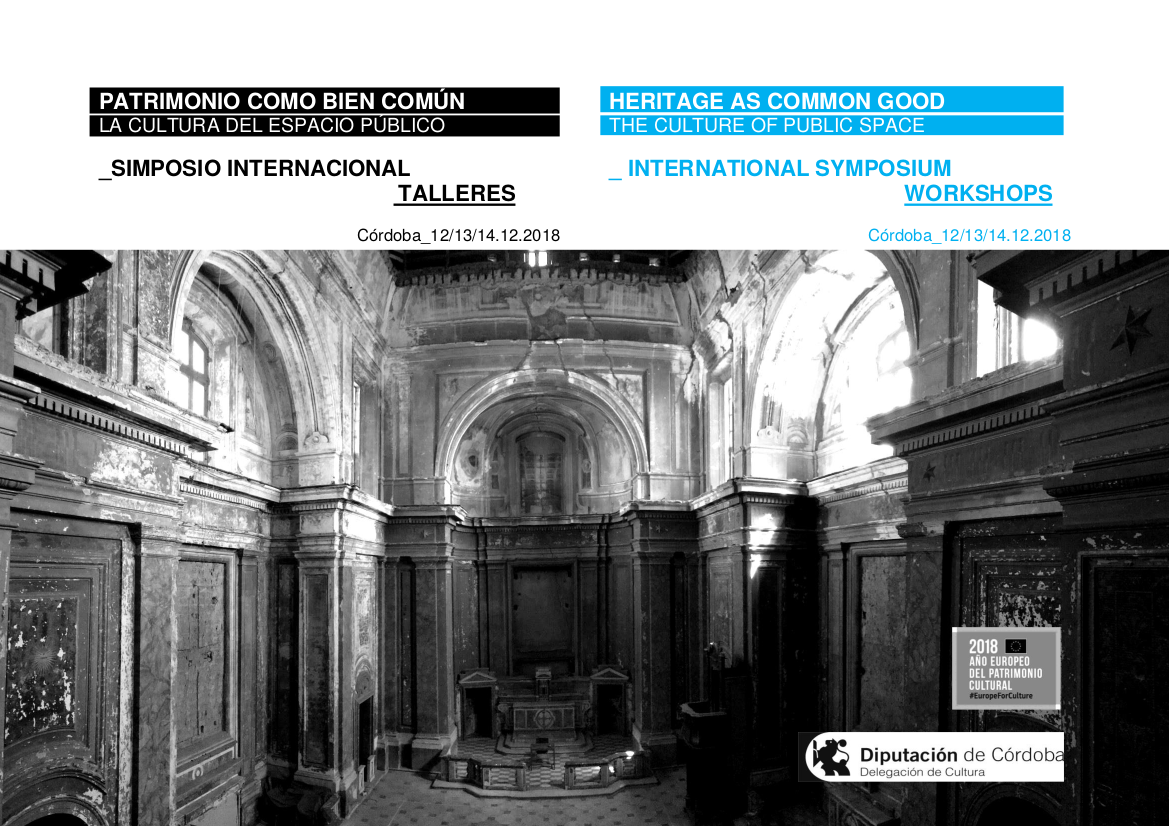 PATRIMONIO COMO BIEN COMÚN
LA CULTURA DEL ESPACIO PÚBLICO
_SIMPOSIO INTERNACIONAL
TALLERES
Córdoba_12/13/14.12.2018
HERITAGE AS COMMON GOOD
THE CULTURE OF PUBLIC SPACE
_ INTERNATIONAL SYMPOSIUM
WORKSHOPS
Córdoba_12/13/14.12.2018
2018
AÑO EUROPEO
DEL PATRIMONIO
CULTURAL
#EuropeForCulture
Diputación de Córdoba
Delegación de Cultura